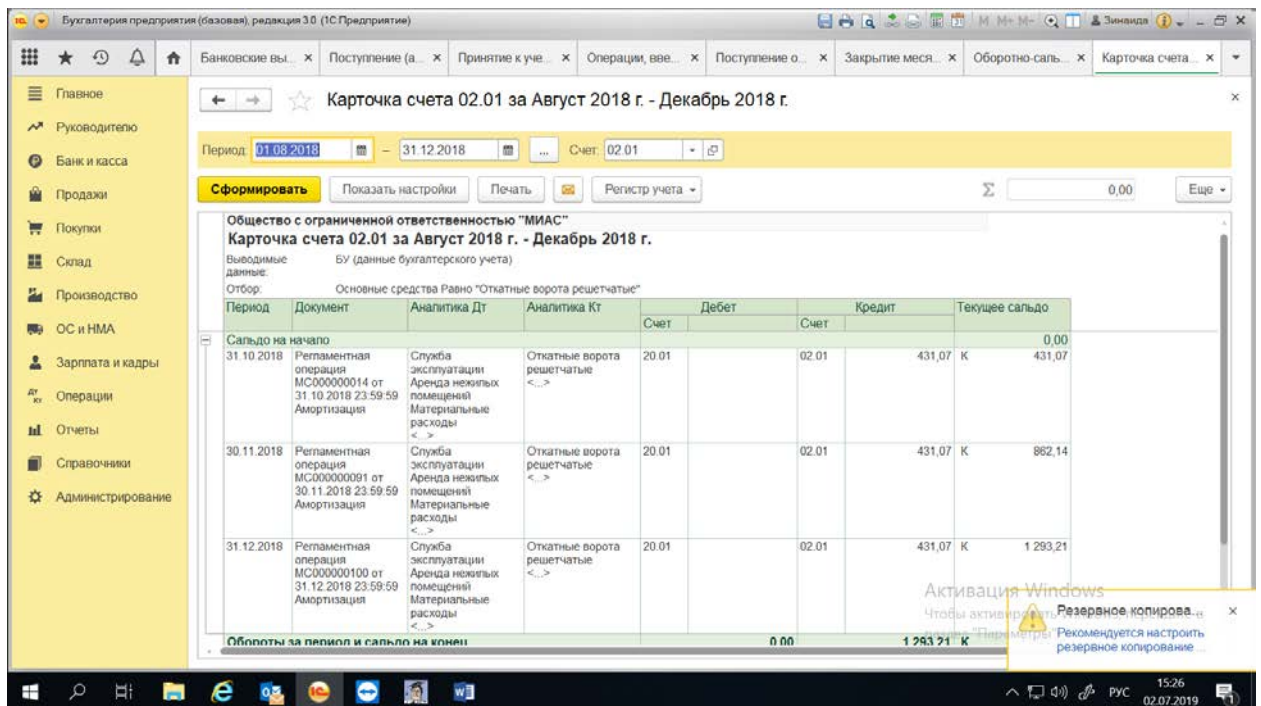 Бухгалтерия предприятия (базовая), редакция 3.0 (1С:Предприятие)
M M+ M- Зинаида
Банковские вы... Поступление (а... Принятие к уче... Операции, вве... Поступление о... Закрытие меся... Оборотно-саль... Карточка счета...
Главное
Руководителю
Банк и касса
Продажи
Покупки
Склад
Производство
ОС и НМА
Зарплата и кадры
Операции
Отчеты
Справочники
Администрирование
Карточка счета 02.01 за Август 2018 г. - Декабрь 2018 г.
Период: 01.08.2018 – 31.12.2018 ... Счет: 02.01
Сформировать Показать настройки Печать Регистр учета Σ 0,00 Еще
Общество с ограниченной ответственностью "МИАС"
Карточка счета 02.01 за Август 2018 г. - Декабрь 2018 г.
Выводимые данные: БУ (данные бухгалтерского учета)
Отбор: Основные средства Равно "Откатные ворота решетчатые"
Период Документ Аналитика Дт Аналитика Кт Дебет Кредит Текущее сальдо
Счет Счет
Сальдо на начало 0,00
31.10.2018 Регламентная Служба Откатные ворота 20.01 02.01 431,07 К 431,07
операция эксплуатации решетчатые
МС000000014 от Аренда нежилых <...>
31.10.2018 23:59:59 помещений
Амортизация Материальные
расходы
<...>
30.11.2018 Регламентная Служба Откатные ворота 20.01 02.01 431,07 К 862,14
операция эксплуатации решетчатые
МС000000091 от Аренда нежилых <...>
30.11.2018 23:59:59 помещений
Амортизация Материальные
расходы
<...>
31.12.2018 Регламентная Служба Откатные ворота 20.01 02.01 431,07 К 1 293,21
операция эксплуатации решетчатые
МС000000100 от Аренда нежилых <...>
31.12.2018 23:59:59 помещений
Амортизация Материальные
расходы
<...>
Обороты за период и сальдо на конец 0,00 1 293,21 К
Активация Windows
Чтобы
Резервное копирова...
Рекомендуется настроить
резервное копирование ...
РУС
15:26
02.07.2019